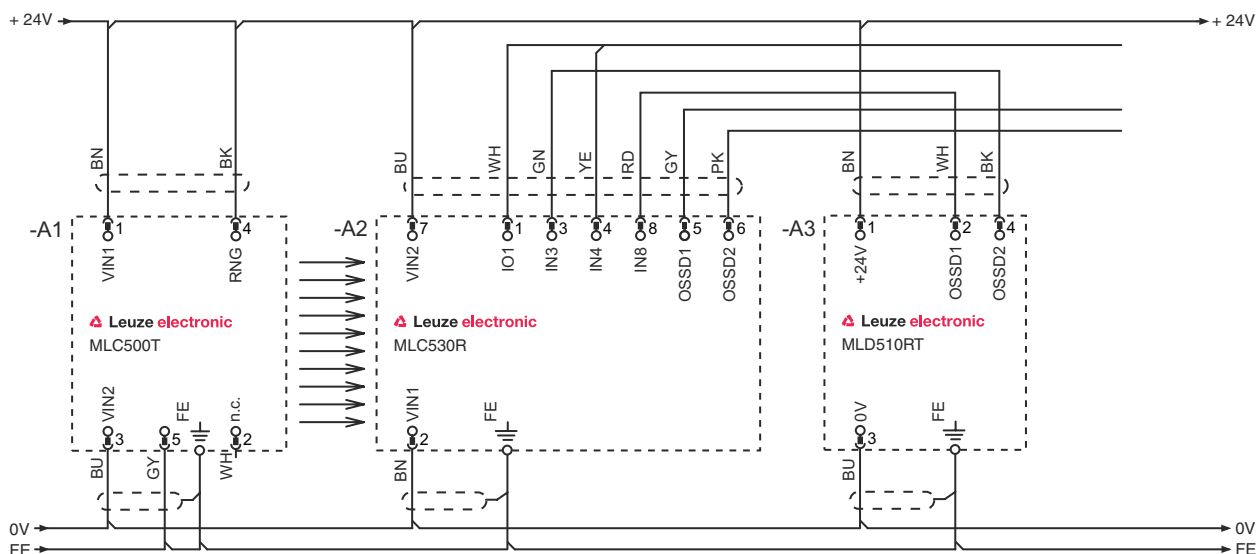 + 24V + 24V
BN BK BU WH GN YE RD GY PK BN WH BK
-A1 1 4 -A2 7 1 3 4 8 5 6 -A3 1 2 4
VIN1 RNG VIN2 IO1 IN3 IN4 IN8 OSSD1 OSSD2 +24V OSSD1 OSSD2
Leuze electronic Leuze electronic Leuze electronic
MLC500T MLC530R MLD510RT
VIN2 FE n.c. VIN1 FE 0V FE
3 5 2 2 3
BU GY WH BN BU
0V 0V
FE FE